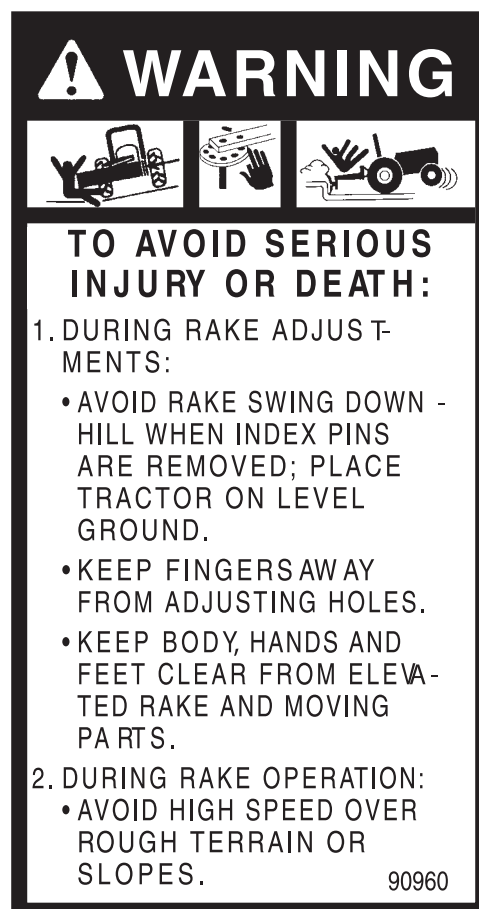 WARNING
TO AVOID SERIOUS
INJURY OR DEATH:
1. DURING RAKE ADJUST-
MENTS:
• AVOID RAKE SWING DOWN-
HILL WHEN INDEX PINS
ARE REMOVED; PLACE
TRACTOR ON LEVEL
GROUND.
• KEEP FINGERS AWAY
FROM ADJUSTING HOLES.
• KEEP BODY, HANDS AND
FEET CLEAR FROM ELEVA-
TED RAKE AND MOVING
PARTS.
2. DURING RAKE OPERATION:
• AVOID HIGH SPEED OVER
ROUGH TERRAIN OR
SLOPES.
90960